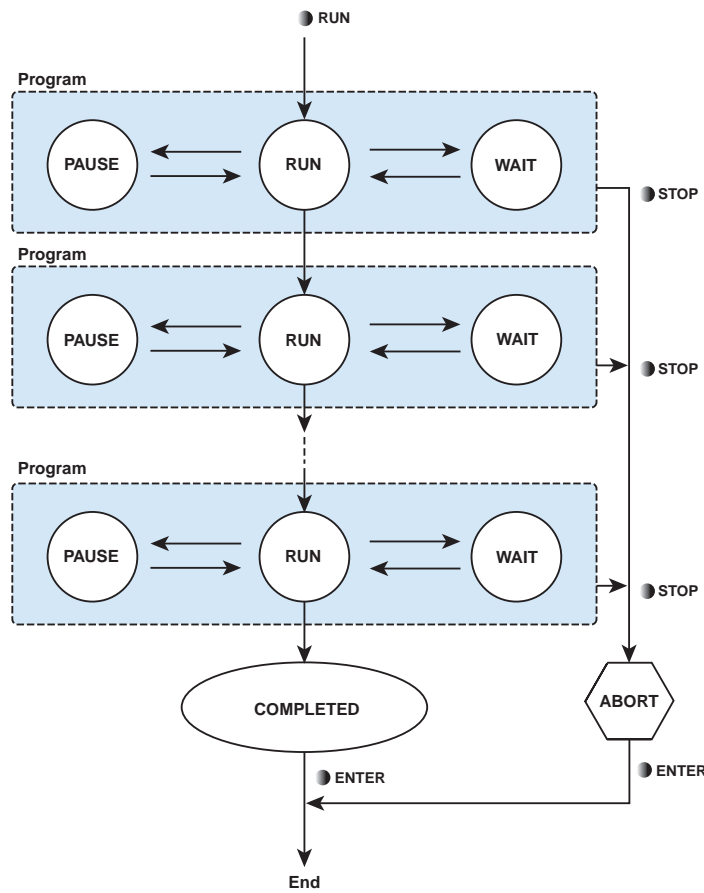 RUN
Program
PAUSE
RUN
WAIT
STOP
Program
PAUSE
RUN
WAIT
STOP
Program
PAUSE
RUN
WAIT
STOP
COMPLETED
ABORT
ENTER
ENTER
End